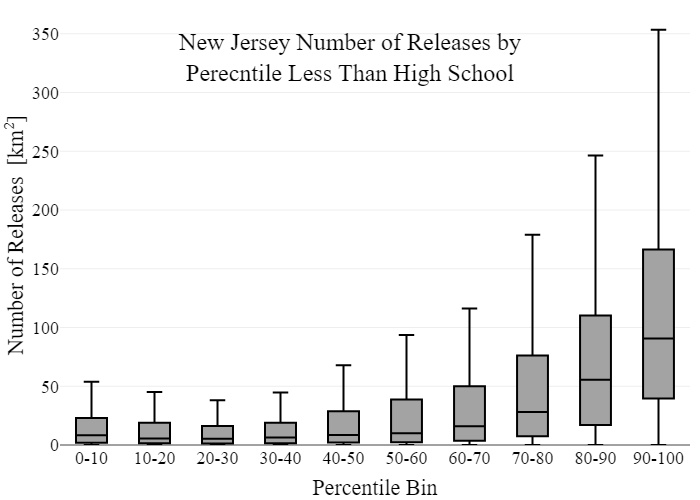 New Jersey Number of Releases by
Perecntile Less Than High School
Number of Releases [km²]
350
300
250
200
150
100
50
0
0-10 10-20 20-30 30-40 40-50 50-60 60-70 70-80 80-90 90-100
Percentile Bin